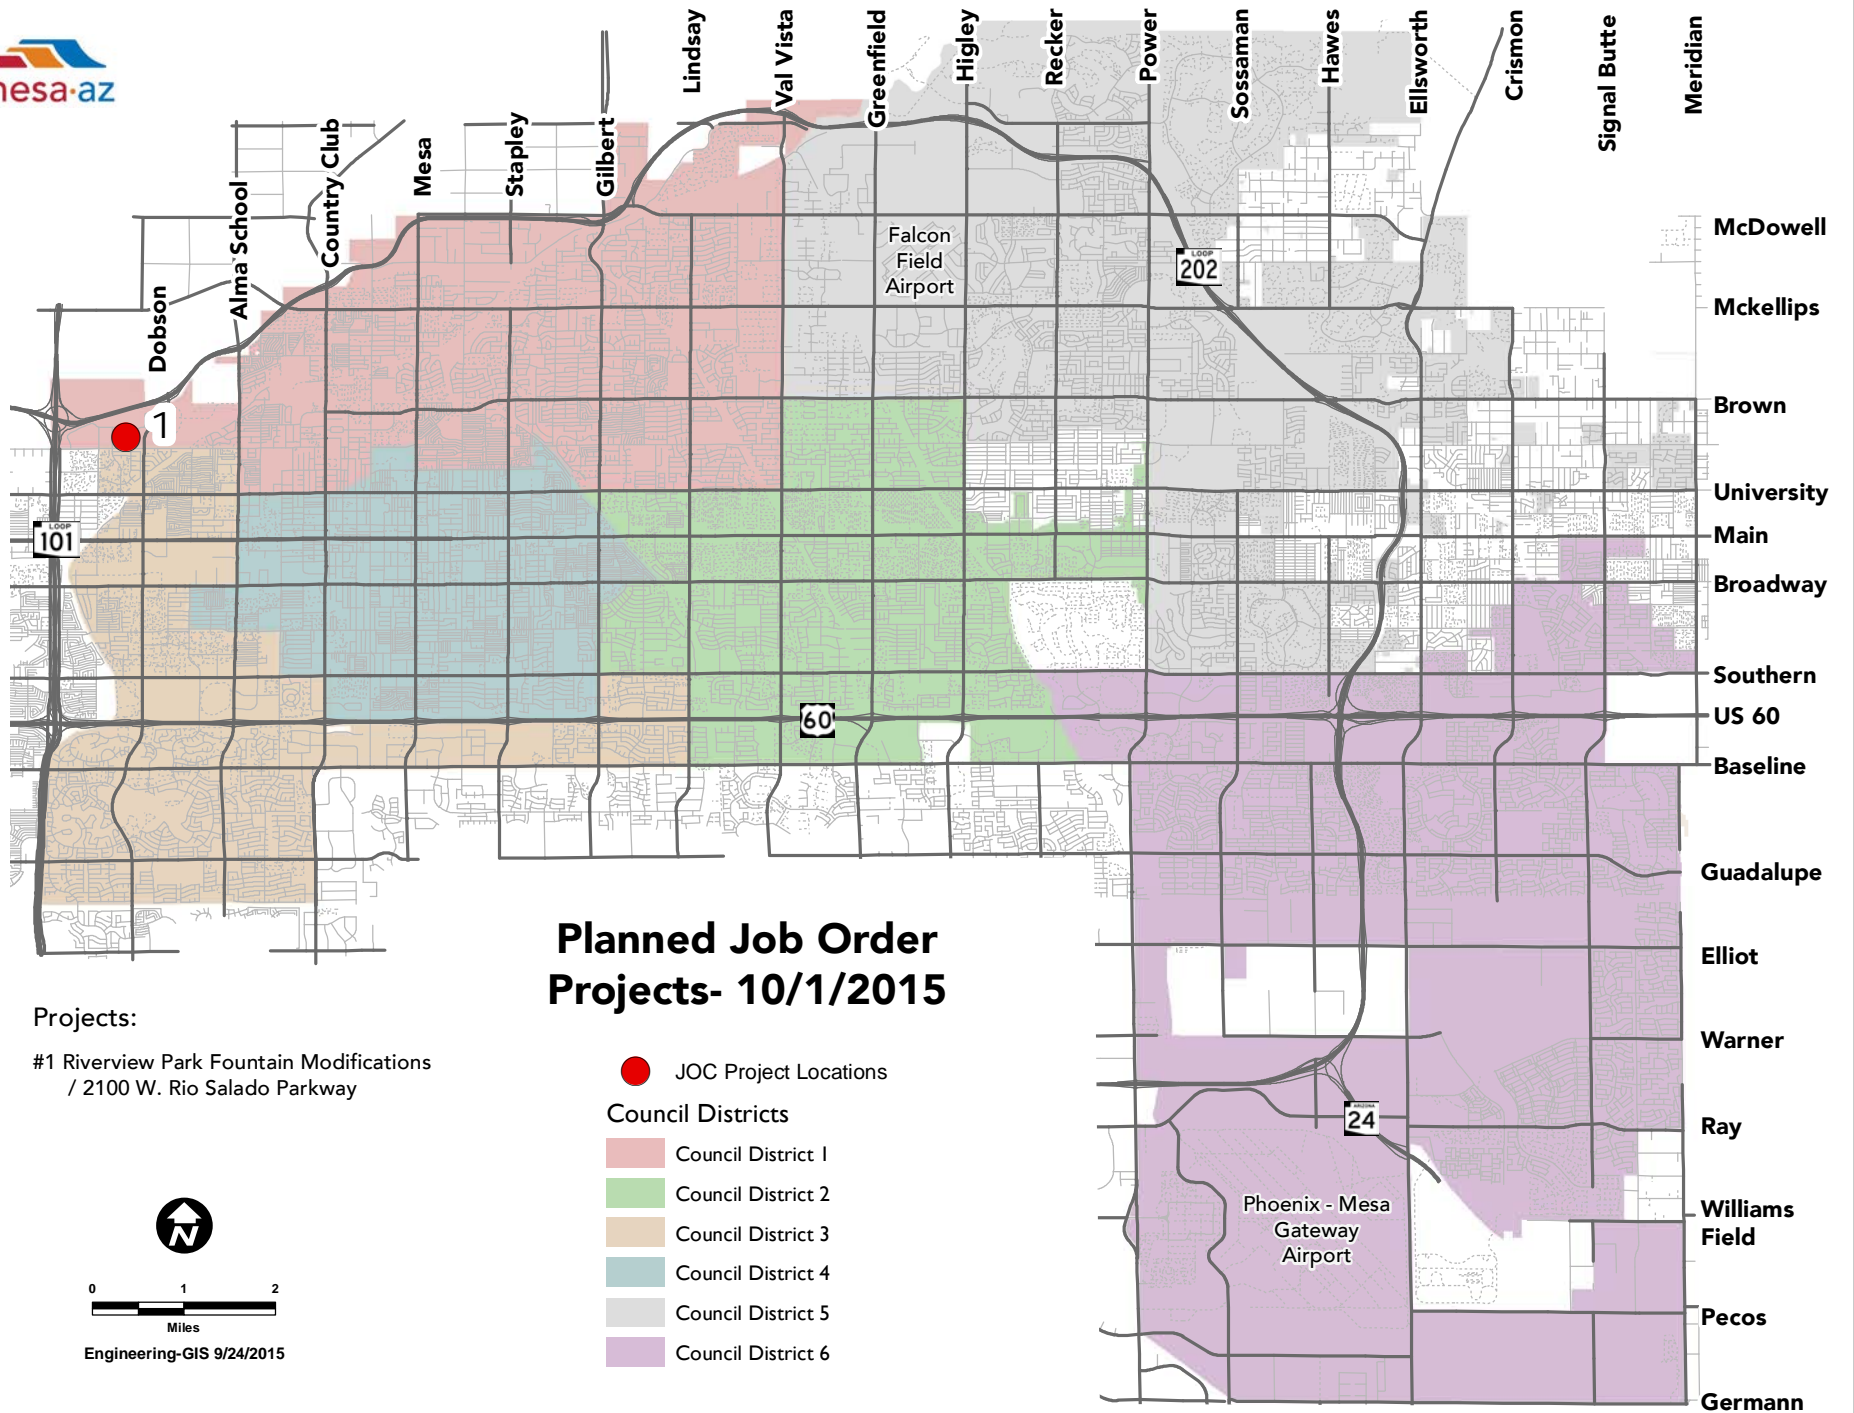 mesa·az
Lindsay
Val Vista
Greenfield
Higley
Recker
Power
Sossaman
Hawes
Ellsworth
Crismon
Signal Butte
Meridian
Dobson
Alma School
Country Club
Mesa
Stapley
Gilbert
McDowell
Mckellips
Brown
University
Main
Broadway
Southern
US 60
Baseline
Guadalupe
Elliot
Warner
Ray
Williams
Field
Pecos
Germann
Falcon
Field
Airport
LOOP
202
1
LOOP
101
60
ARIZONA
24
Phoenix - Mesa
Gateway
Airport
Planned Job Order
Projects- 10/1/2015
Projects:
#1 Riverview Park Fountain Modifications
/ 2100 W. Rio Salado Parkway
JOC Project Locations
Council Districts
Council District 1
Council District 2
Council District 3
Council District 4
Council District 5
Council District 6
N
0 1 2
Miles
Engineering-GIS 9/24/2015